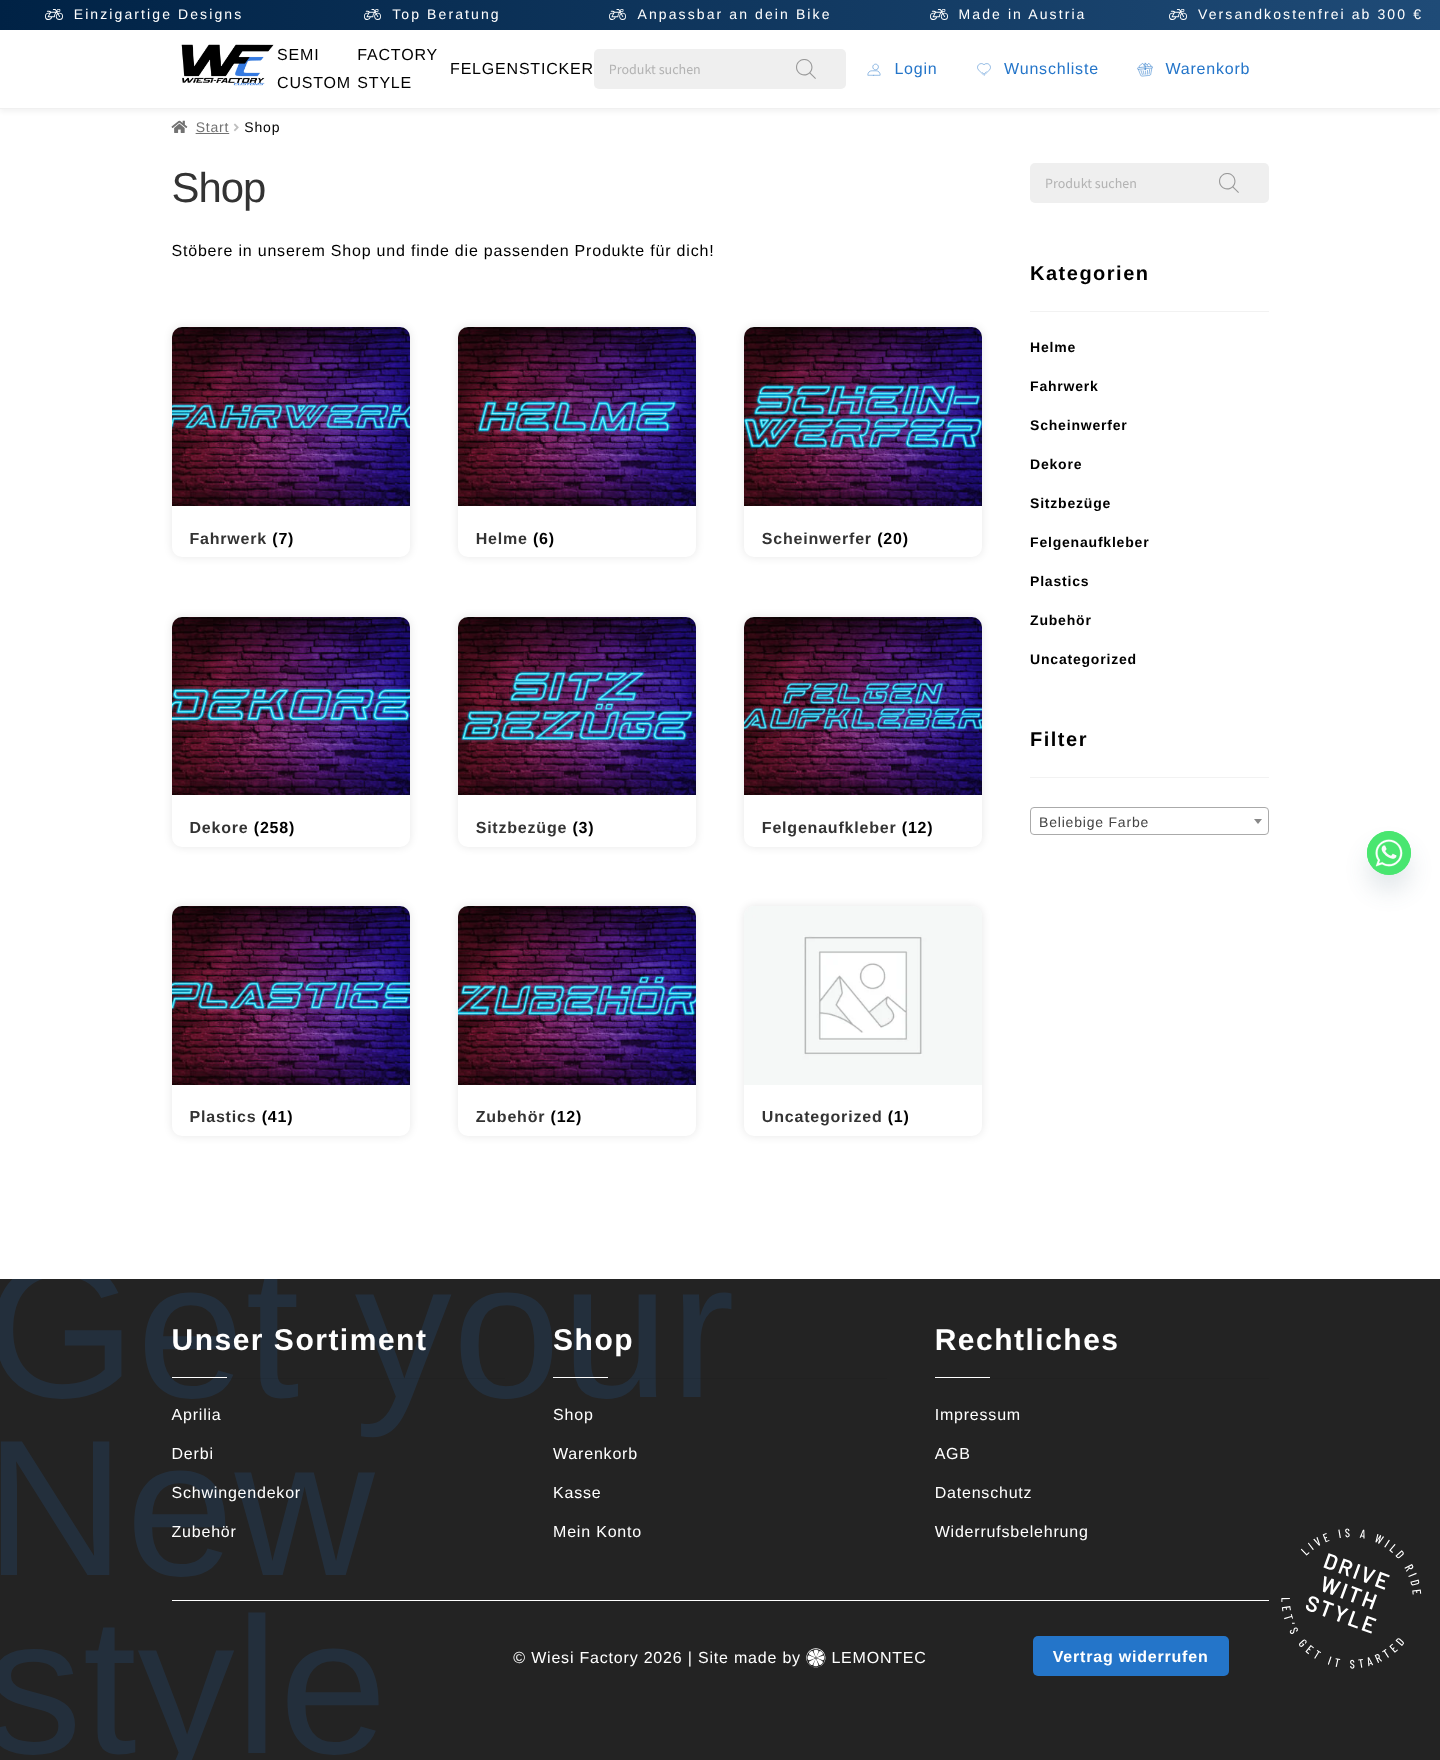 Einzigartige Designs Top Beratung Anpassbar an dein Bike Made in Austria Versandkostenfrei ab 300 €
WF
WIESI-FACTORY
SEMI CUSTOM
FACTORY STYLE
FELGENSTICKER
Produkt suchen
Login
Wunschliste
Warenkorb
Start > Shop
Shop
Stöbere in unserem Shop und finde die passenden Produkte für dich!
FAHRWERK
Fahrwerk (7)
HELME
Helme (6)
SCHEIN-
WERFER
Scheinwerfer (20)
DEKORE
Dekore (258)
SITZ
BEZÜGE
Sitzbezüge (3)
FELGEN
AUFKLEBER
Felgenaufkleber (12)
PLASTICS
Plastics (41)
ZUBEHÖR
Zubehör (12)
Uncategorized (1)
Produkt suchen
Kategorien
Helme
Fahrwerk
Scheinwerfer
Dekore
Sitzbezüge
Felgenaufkleber
Plastics
Zubehör
Uncategorized
Filter
Beliebige Farbe
Get your
New
style
Unser Sortiment
Aprilia
Derbi
Schwingendekor
Zubehör
Shop
Shop
Warenkorb
Kasse
Mein Konto
Rechtliches
Impressum
AGB
Datenschutz
Widerrufsbelehrung
LIVE IS A WILD RIDE
DRIVE
WITH
STYLE
LET'S GET IT STARTED
© Wiesi Factory 2026 | Site made by LEMONTEC
Vertrag widerrufen